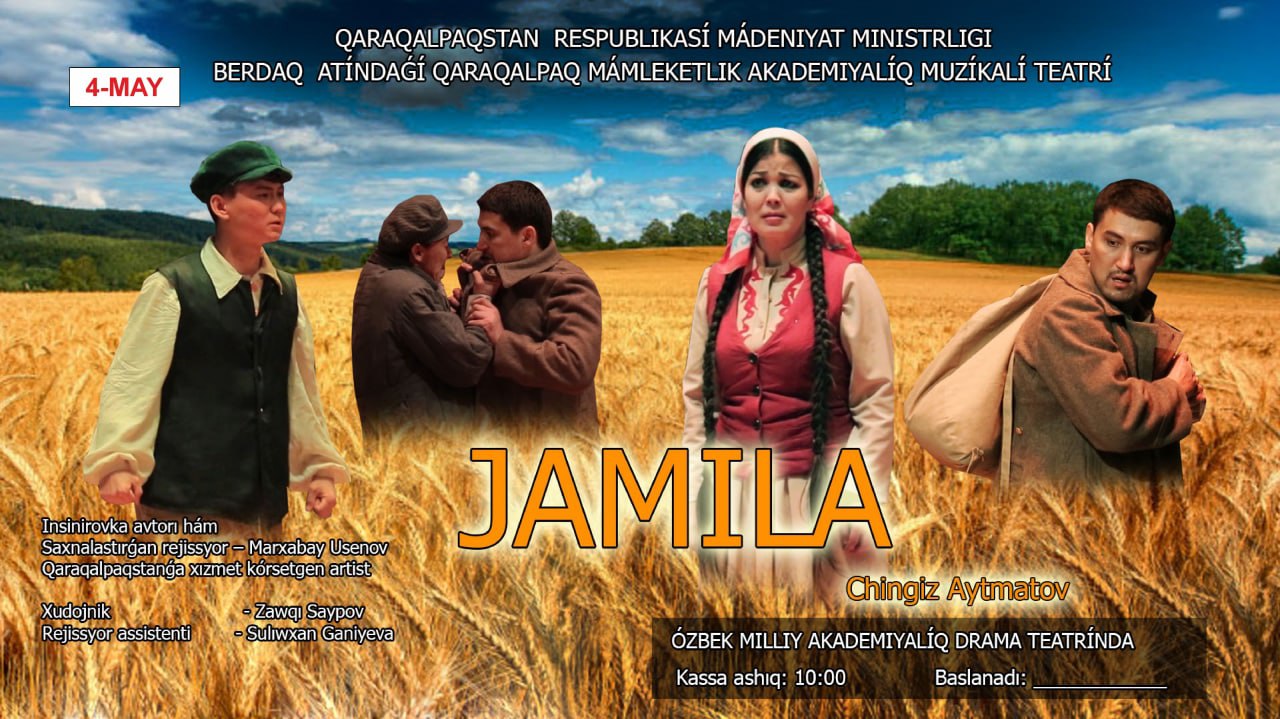 QARAQALPAQSTAN RESPUBLIKASÍ MÁDENIYAT MINISTRLIGI
BERDAQ ATÍNDAǴÍ QARAQALPAQ MÁMLEKETLIK AKADEMIYALÍQ MUZÍKALÍ TEATRÍ
4-MAY
JAMILA
Chingiz Aytmatov
Insinirovka avtorı hám
Saxnalastırǵan rejissyor – Marxabay Usenov
Qaraqalpaqstanǵa xızmet kórsetgen artist
Xudojnik - Zawqı Saypov
Rejissyor assistenti - Sulıwxan Ganiyeva
ÓZBEK MILLIY AKADEMIYALÍQ DRAMA TEATRÍNDA
Kassa ashıq: 10:00 Baslanadı: ____________